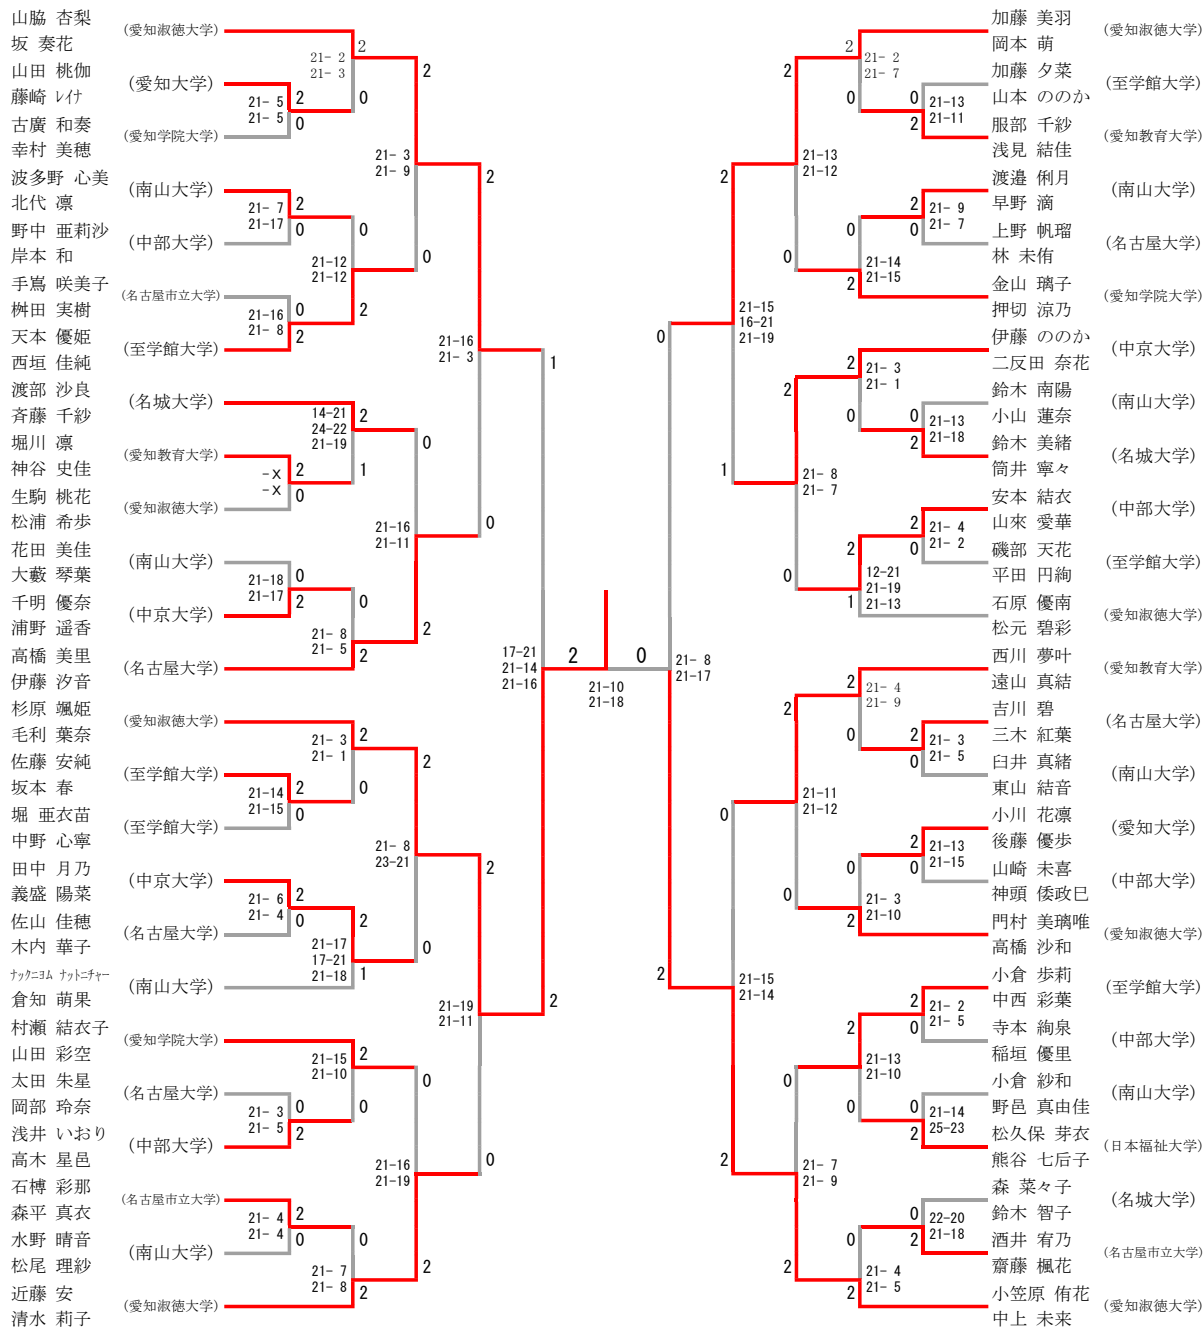 山脇 杏梨
坂 奏花
(愛知淑徳大学)
山田 桃伽
藤崎 レイナ
(愛知大学)
古廣 和奏
幸村 美穂
(愛知学院大学)
波多野 心美
北代 凛
(南山大学)
野中 亜莉沙
岸本 和
(中部大学)
手嶌 咲美子
桝田 実樹
(名古屋市立大学)
天本 優姫
西垣 佳純
(至学館大学)
渡部 沙良
斉藤 千紗
(名城大学)
堀川 凛
神谷 史佳
(愛知教育大学)
生駒 桃花
松浦 希歩
(愛知淑徳大学)
花田 美佳
大藪 琴葉
(南山大学)
千明 優奈
浦野 遥香
(中京大学)
高橋 美里
伊藤 汐音
(名古屋大学)
杉原 颯姫
毛利 葉奈
(愛知淑徳大学)
佐藤 安純
坂本 春
(至学館大学)
堀 亜衣苗
中野 心寧
(至学館大学)
田中 月乃
義盛 陽菜
(中京大学)
佐山 佳穂
木内 華子
(名古屋大学)
ナックニヨム ナットニチャー
倉知 萌果
(南山大学)
村瀬 結衣子
山田 彩空
(愛知学院大学)
太田 朱星
岡部 玲奈
(名古屋大学)
浅井 いおり
高木 星邑
(中部大学)
石榑 彩那
森平 真衣
(名古屋市立大学)
水野 晴音
松尾 理紗
(南山大学)
近藤 安
清水 莉子
(愛知淑徳大学)
21- 5
21- 5
2
0
21- 7
21-17
2
0
21-16
21- 8
0
2
-X
-X
2
0
21-18
21-17
0
2
21-14
21-15
2
0
21- 6
21- 4
2
0
21- 3
21- 5
0
2
21- 4
21- 4
2
0
21- 2
21- 3
2
0
21-12
21-12
0
2
14-21
24-22
21-19
2
1
21- 8
21- 5
0
2
21- 3
21- 1
2
0
21-17
17-21
21-18
2
1
21-15
21-10
2
0
21- 7
21- 8
0
2
21- 3
21- 9
2
0
21-16
21-11
0
2
21- 8
23-21
2
0
21-16
21-19
0
2
21-16
21- 3
2
0
21-19
21-11
2
0
17-21
21-14
21-16
1
2
2
0
21-10
21-18
21- 8
21-17
0
2
21-15
16-21
21-19
2
1
21-15
21-14
0
2
21-13
21-12
2
0
21- 8
21- 7
2
0
21-11
21-12
2
0
21- 7
21- 9
0
2
21- 2
21- 7
2
0
21-14
21-15
0
2
21- 3
21- 1
2
0
12-21
21-19
21-13
2
1
21- 4
21- 9
2
0
21- 3
21-10
0
2
21-13
21-10
2
0
21- 4
21- 5
0
2
21-13
21-11
0
2
21- 9
21- 7
2
0
21-13
21-18
0
2
21- 4
21- 2
2
0
21- 3
21- 5
2
0
21-13
21-15
2
0
21- 2
21- 5
2
0
21-14
25-23
0
2
22-20
21-18
0
2
加藤 美羽
岡本 萌
(愛知淑徳大学)
加藤 夕菜
山本 ののか
(至学館大学)
服部 千紗
浅見 結佳
(愛知教育大学)
渡邉 俐月
早野 滴
(南山大学)
上野 帆瑠
林 未侑
(名古屋大学)
金山 璃子
押切 涼乃
(愛知学院大学)
伊藤 ののか
二反田 奈花
(中京大学)
鈴木 南陽
小山 蓮奈
(南山大学)
鈴木 美緒
筒井 寧々
(名城大学)
安本 結衣
山來 愛華
(中部大学)
磯部 天花
平田 円絢
(至学館大学)
石原 優南
松元 碧彩
(愛知淑徳大学)
西川 夢叶
遠山 真結
(愛知教育大学)
吉川 碧
三木 紅葉
(名古屋大学)
臼井 真緒
東山 結音
(南山大学)
小川 花凛
後藤 優歩
(愛知大学)
山崎 未喜
神頭 倭政巳
(中部大学)
門村 美璃唯
高橋 沙和
(愛知淑徳大学)
小倉 歩莉
中西 彩葉
(至学館大学)
寺本 絢泉
稲垣 優里
(中部大学)
小倉 紗和
野邑 真由佳
(南山大学)
松久保 芽衣
熊谷 七后子
(日本福祉大学)
森 菜々子
鈴木 智子
(名城大学)
酒井 宥乃
齋藤 楓花
(名古屋市立大学)
小笠原 侑花
中上 未来
(愛知淑徳大学)